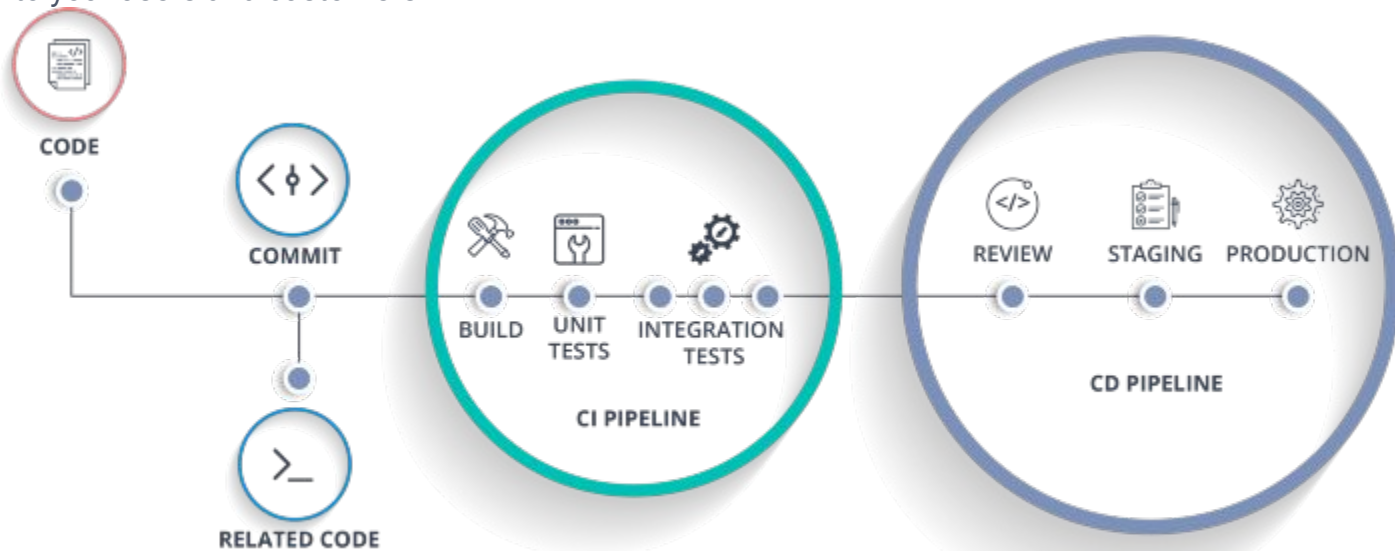 CODE
COMMIT
RELATED CODE
BUILD
UNIT
TESTS
INTEGRATION
TESTS
CI PIPELINE
REVIEW
STAGING
PRODUCTION
CD PIPELINE